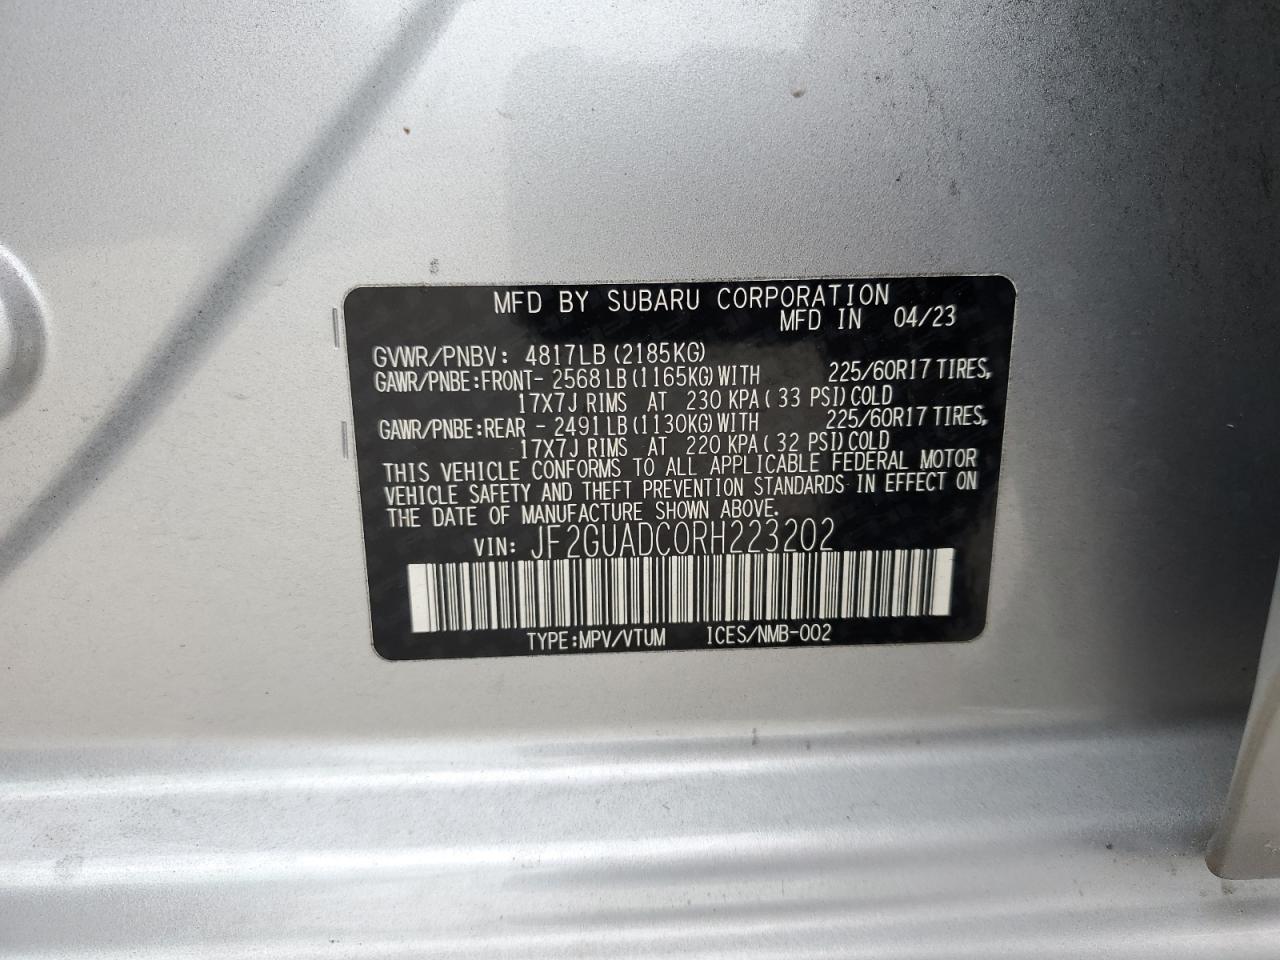 MFD BY SUBARU CORPORATION
MFD IN 04/23
GVWR/PNBV: 4817LB (2185KG)
GAWR/PNBE:FRONT- 2568 LB (1165KG) WITH 225/60R17 TIRES,
17X7J RIMS AT 230 KPA ( 33 PSI) COLD
GAWR/PNBE:REAR - 2491 LB (1130KG) WITH 225/60R17 TIRES,
17X7J RIMS AT 220 KPA ( 32 PSI) COLD
THIS VEHICLE CONFORMS TO ALL APPLICABLE FEDERAL MOTOR
VEHICLE SAFETY AND THEFT PREVENTION STANDARDS IN EFFECT ON
THE DATE OF MANUFACTURE SHOWN ABOVE.
VIN: JF2GUADC0RH223202
TYPE:MPV/VTUM ICES/NMB-002